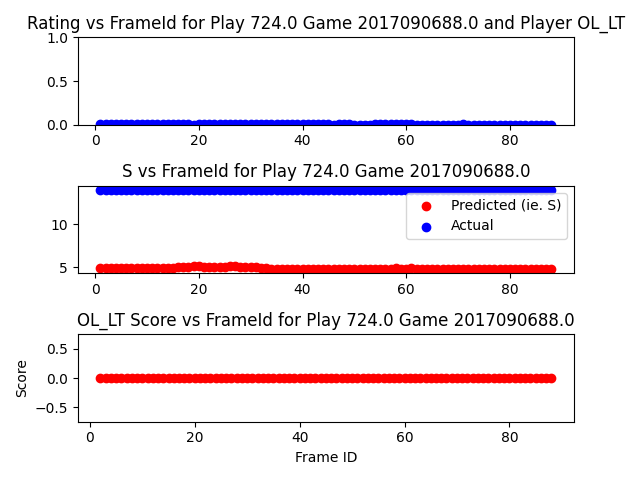 Rating vs FrameId for Play 724.0 Game 2017090688.0 and Player OL_LT
1.0
0.5
0.0
0 20 40 60 80
S vs FrameId for Play 724.0 Game 2017090688.0
10
5
Predicted (ie. S)
Actual
0 20 40 60 80
OL_LT Score vs FrameId for Play 724.0 Game 2017090688.0
Score
0.5
0.0
−0.5
0 20 40 60 80
Frame ID